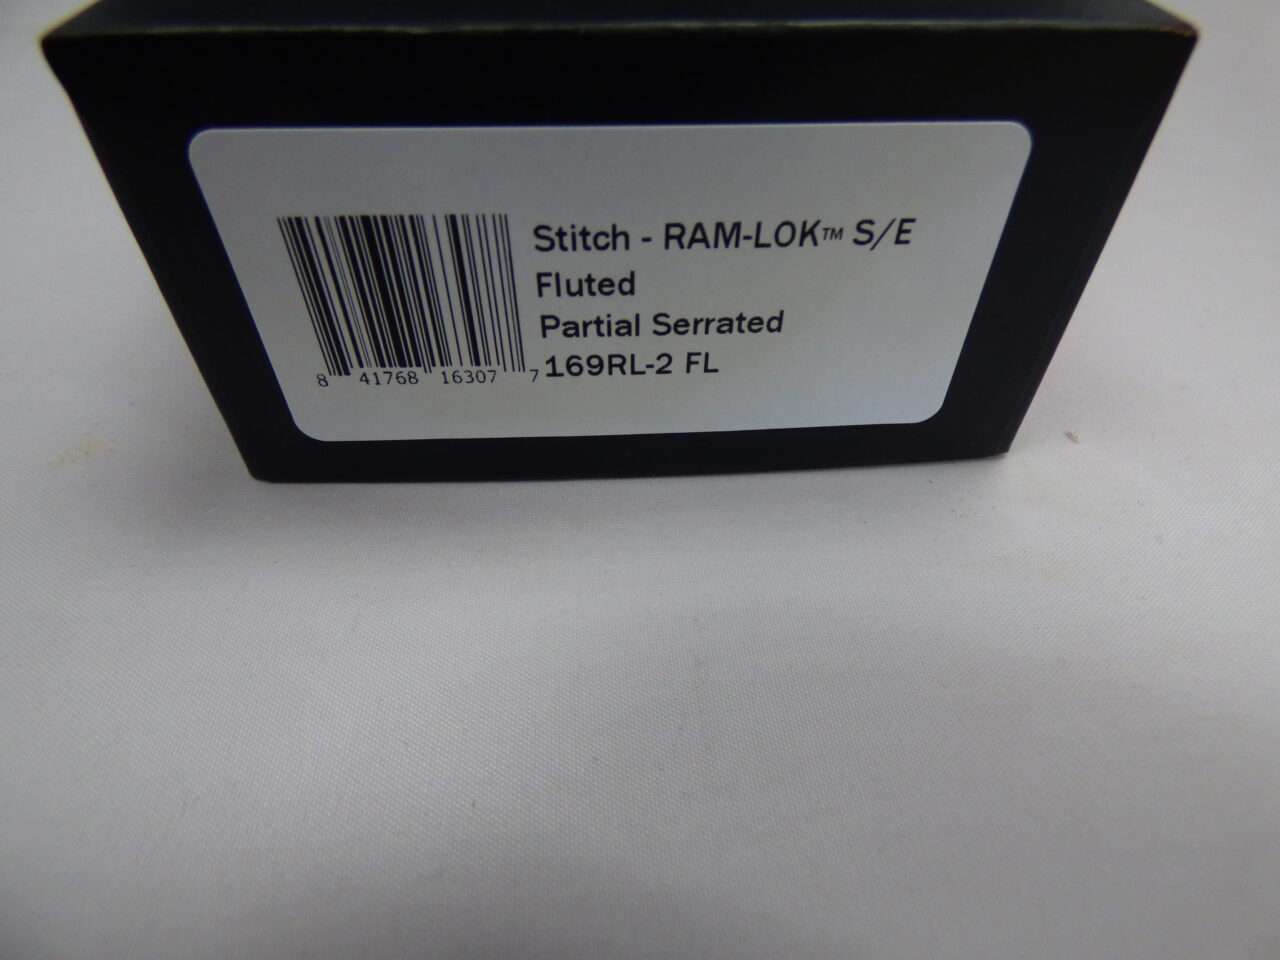 Stitch - RAM-LOK™ S/E
Fluted
Partial Serrated
169RL-2 FL
8 41768 16307 7